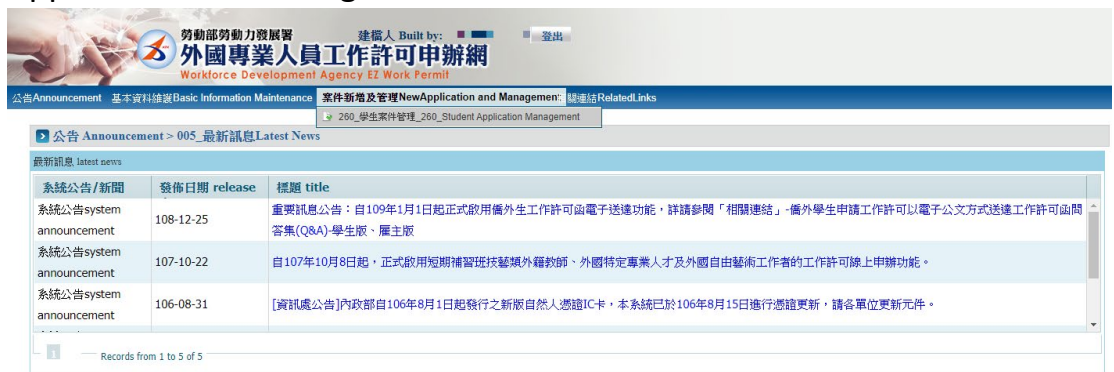 勞動部勞動力發展署
建檔人 Built by:
登出
外國專業人員工作許可申辦網
Workforce Development Agency EZ Work Permit
公告Announcement 基本資料維護Basic Information Maintenance 案件新增及管理NewApplication and Management 相關連結RelatedLinks
260_學生案件管理_260_Student Application Management
公告 Announcement > 005_最新訊息Latest News
最新訊息 latest news
系統公告/新聞 發佈日期 release 標題 title
系統公告system announcement 108-12-25 重要訊息公告：自109年1月1日起正式啟用僑外生工作許可函電子送達功能，詳請參閱「相關連結」-僑外學生申請工作許可以電子公文方式送達工作許可函問
答集(Q&A)-學生版、雇主版
系統公告system announcement 107-10-22 自107年10月8日起，正式啟用短期補習班技藝類外籍教師、外國特定專業人才及外國自由藝術工作者的工作許可線上申辦功能。
系統公告system announcement 106-08-31 [資訊處公告]內政部自106年8月1日起發行之新版自然人憑證IC卡，本系統已於106年8月15日進行憑證更新，請各單位更新元件。
1 Records from 1 to 5 of 5